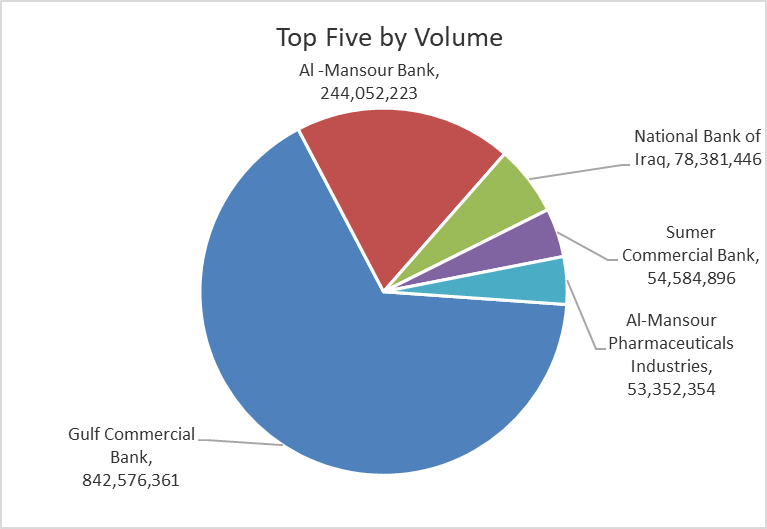 Top Five by Volume
Al -Mansour Bank,
244,052,223
National Bank of
Iraq, 78,381,446
Sumer
Commercial Bank,
54,584,896
Al-Mansour
Pharmaceuticals
Industries,
53,352,354
Gulf Commercial
Bank,
842,576,361